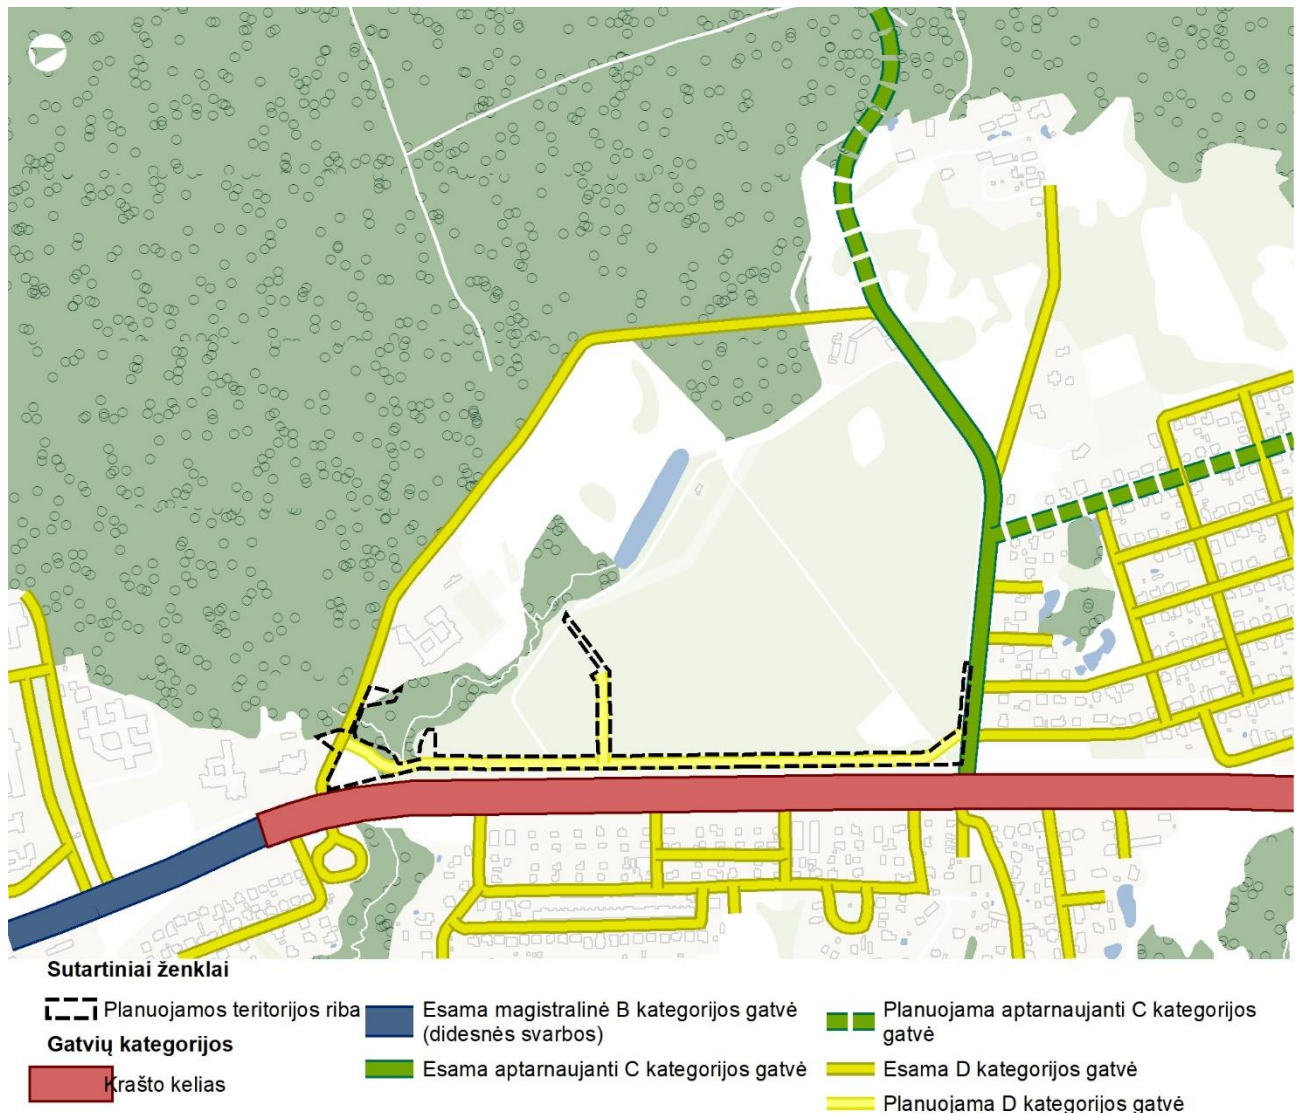 Sutartiniai ženklai
Planuojamos teritorijos riba
Gatvių kategorijos
Krašto kelias
Esama magistralinė B kategorijos gatvė
(didesnės svarbos)
Esama aptarnaujanti C kategorijos gatvė
Planuojama aptarnaujanti C kategorijos
gatvė
Esama D kategorijos gatvė
Planuojama D kategorijos gatvė